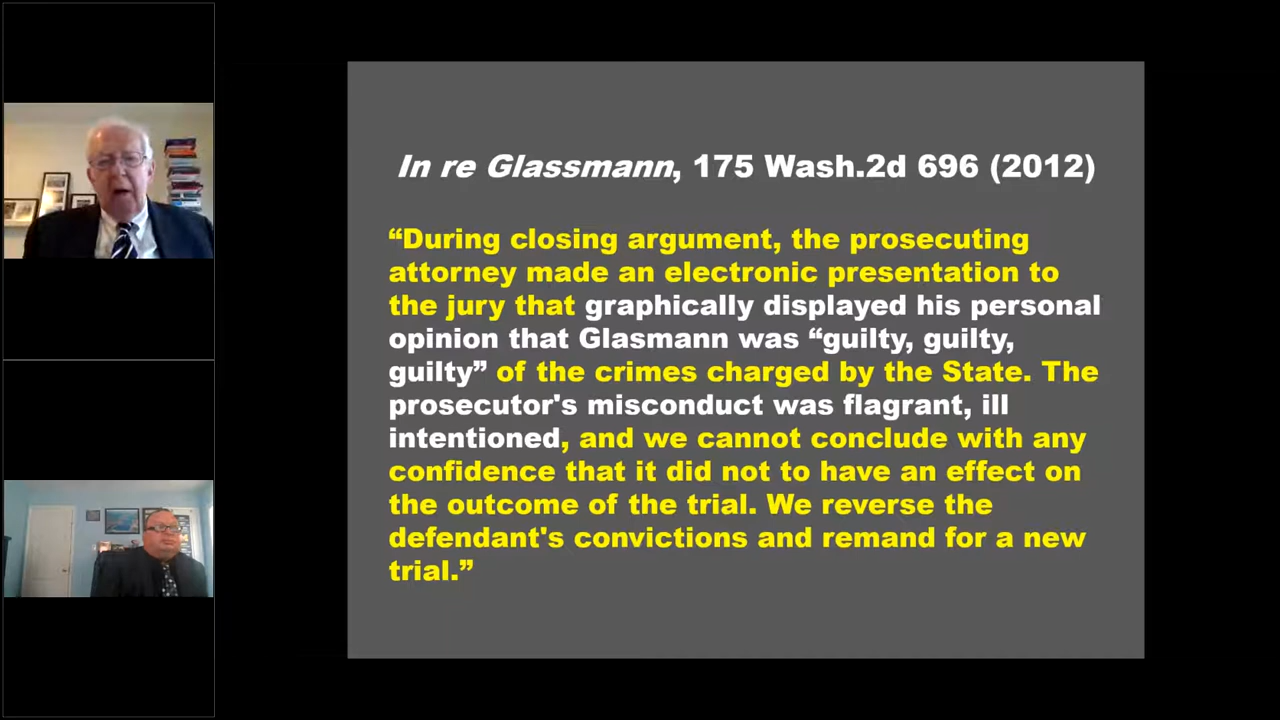 In re Glassmann, 175 Wash.2d 696 (2012)
“During closing argument, the prosecuting
attorney made an electronic presentation to
the jury that graphically displayed his personal
opinion that Glasmann was “guilty, guilty,
guilty” of the crimes charged by the State. The
prosecutor's misconduct was flagrant, ill
intentioned, and we cannot conclude with any
confidence that it did not to have an effect on
the outcome of the trial. We reverse the
defendant's convictions and remand for a new
trial.”